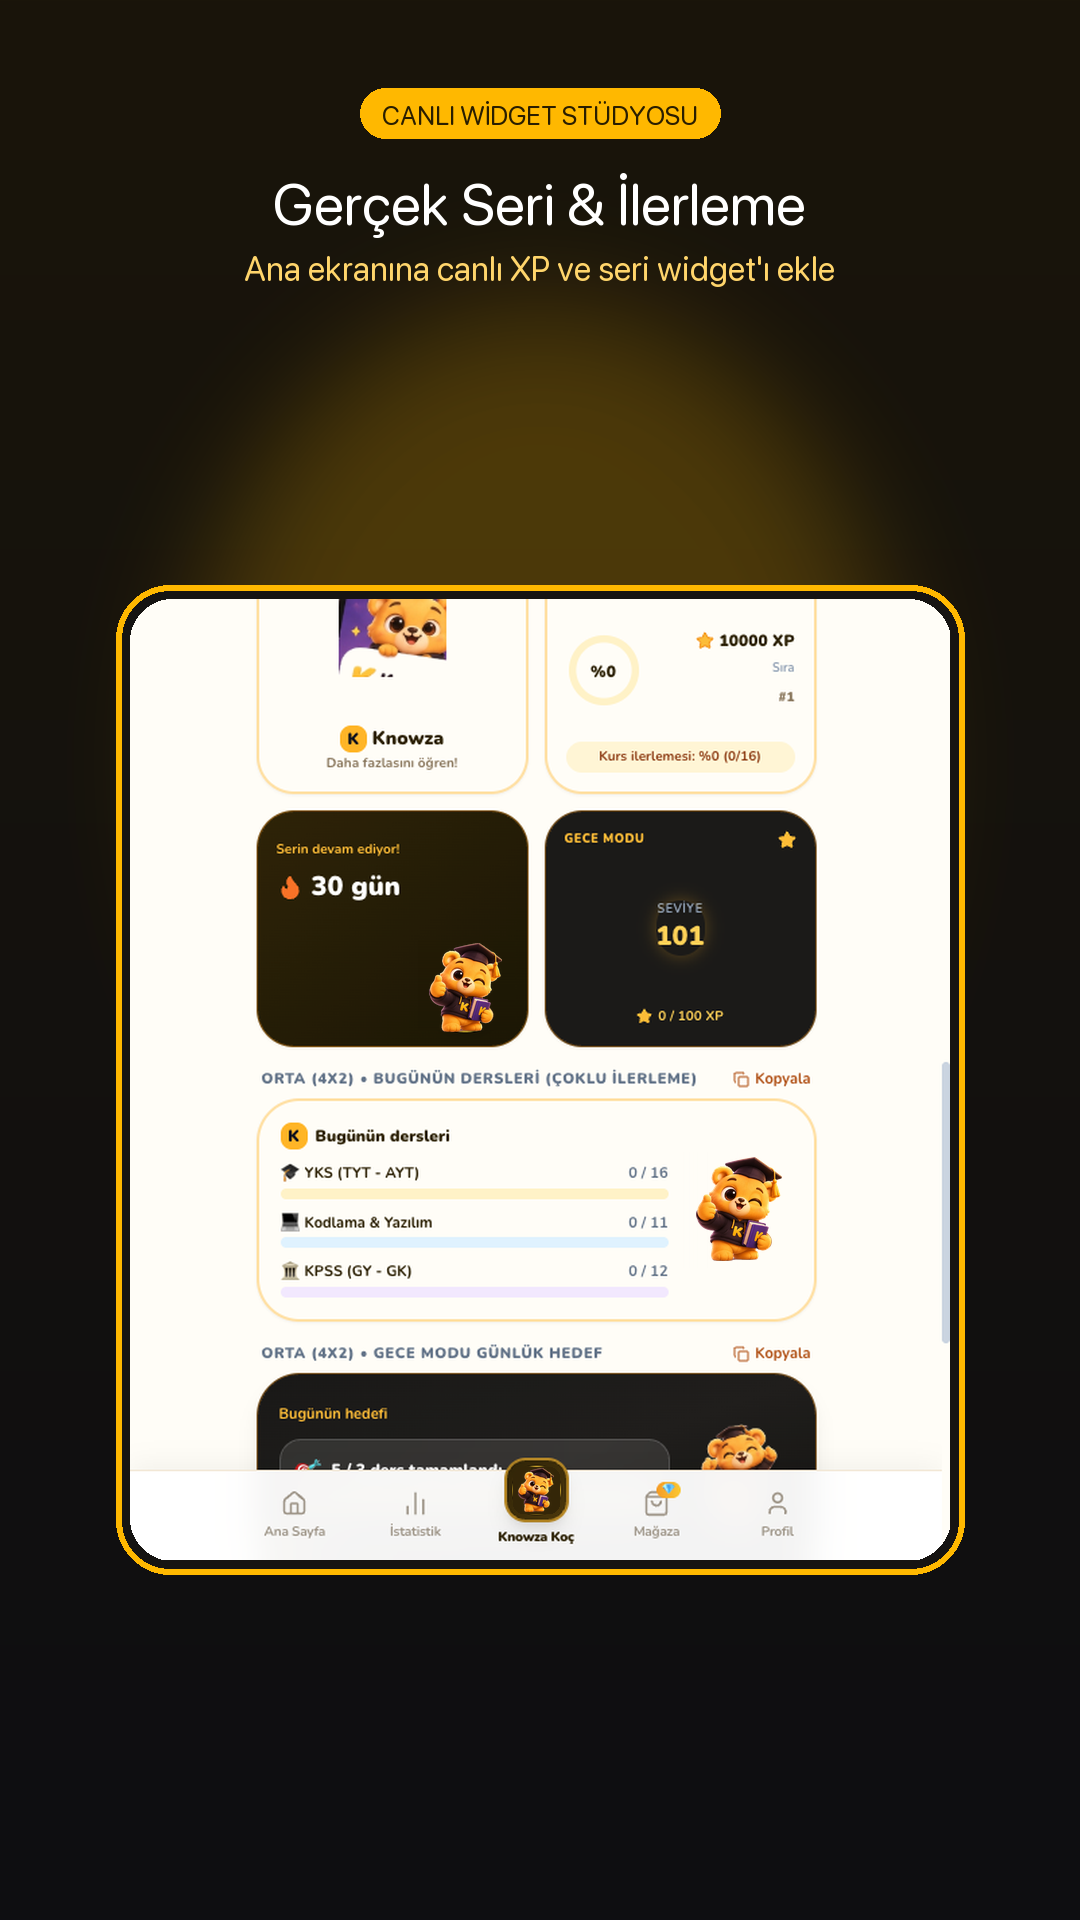 CANLI WİDGET STÜDYOSU
Gerçek Seri & İlerleme
Ana ekranına canlı XP ve seri widget'ı ekle
K Knowza
Daha fazlasını öğren!
%0
10000 XP
Sıra
#1
Kurs ilerlemesi: %0 (0/16)
Serin devam ediyor!
30 gün
GECE MODU
SEVİYE
101
0 / 100 XP
ORTA (4X2) • BUGÜNÜN DERSLERİ (ÇOKLU İLERLEME)
Kopyala
K Bugünün dersleri
YKS (TYT - AYT) 0 / 16
Kodlama & Yazılım 0 / 11
KPSS (GY - GK) 0 / 12
ORTA (4X2) • GECE MODU GÜNLÜK HEDEF
Kopyala
Bugünün hedefi
5 / 3 ders tamamlandı
Ana Sayfa
İstatistik
Knowza Koç
Mağaza
Profil